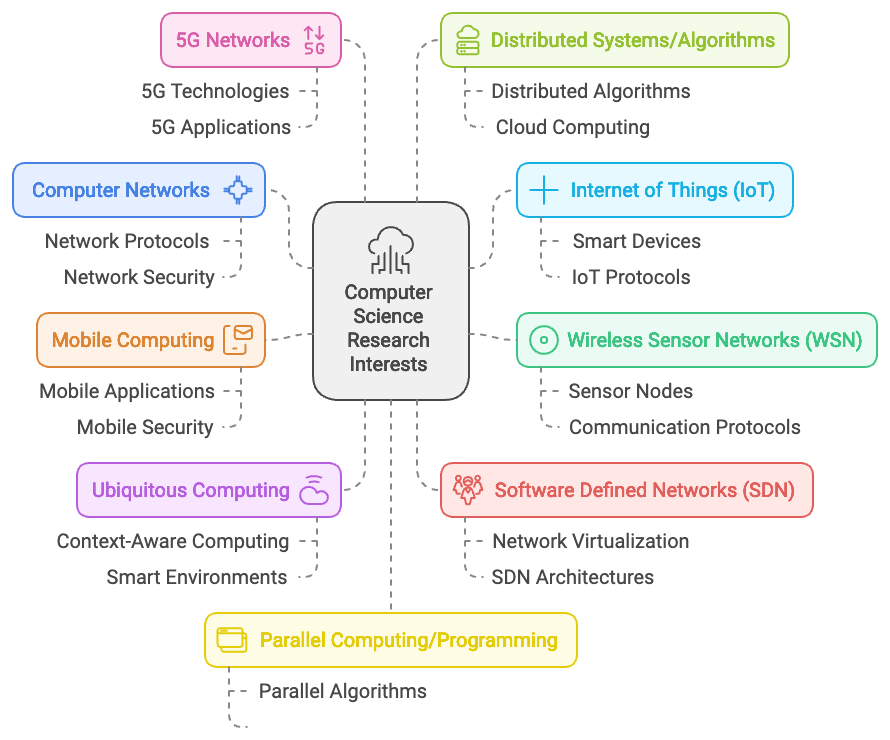 5G Networks
5G
5G Technologies
5G Applications
Distributed Systems/Algorithms
Distributed Algorithms
Cloud Computing
Computer Networks
Network Protocols
Network Security
Internet of Things (IoT)
Smart Devices
IoT Protocols
Computer
Science
Research
Interests
Mobile Computing
Mobile Applications
Mobile Security
Wireless Sensor Networks (WSN)
Sensor Nodes
Communication Protocols
Ubiquitous Computing
Context-Aware Computing
Smart Environments
Software Defined Networks (SDN)
Network Virtualization
SDN Architectures
Parallel Computing/Programming
Parallel Algorithms